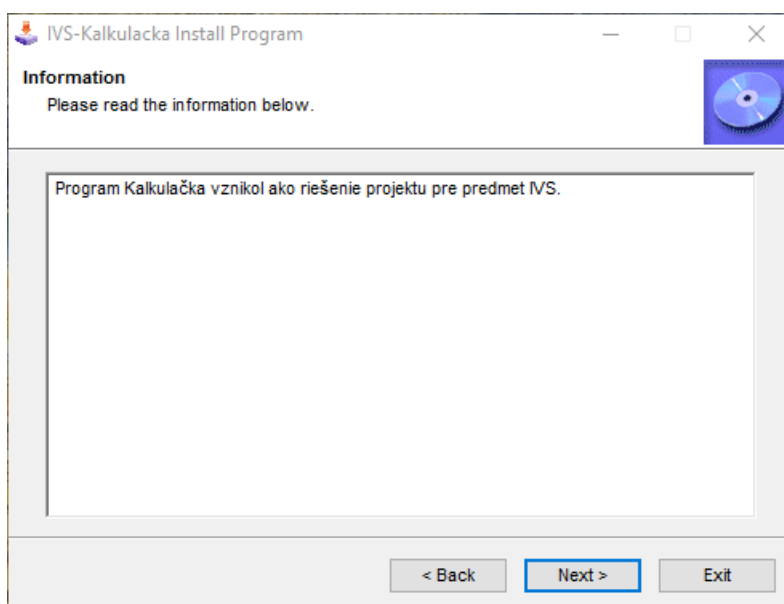 IVS-Kalkulacka Install Program
Information
Please read the information below.
Program Kalkulačka vznikol ako riešenie projektu pre predmet IVS.
< Back
Next >
Exit